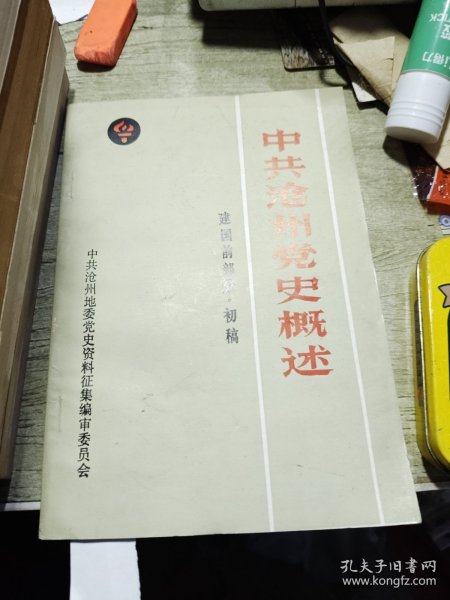 中共沧州党史概述
建国前部分·初稿
中共沧州地委党史资料征集编审委员会
得力
孔夫子旧书网
www.kongfz.com